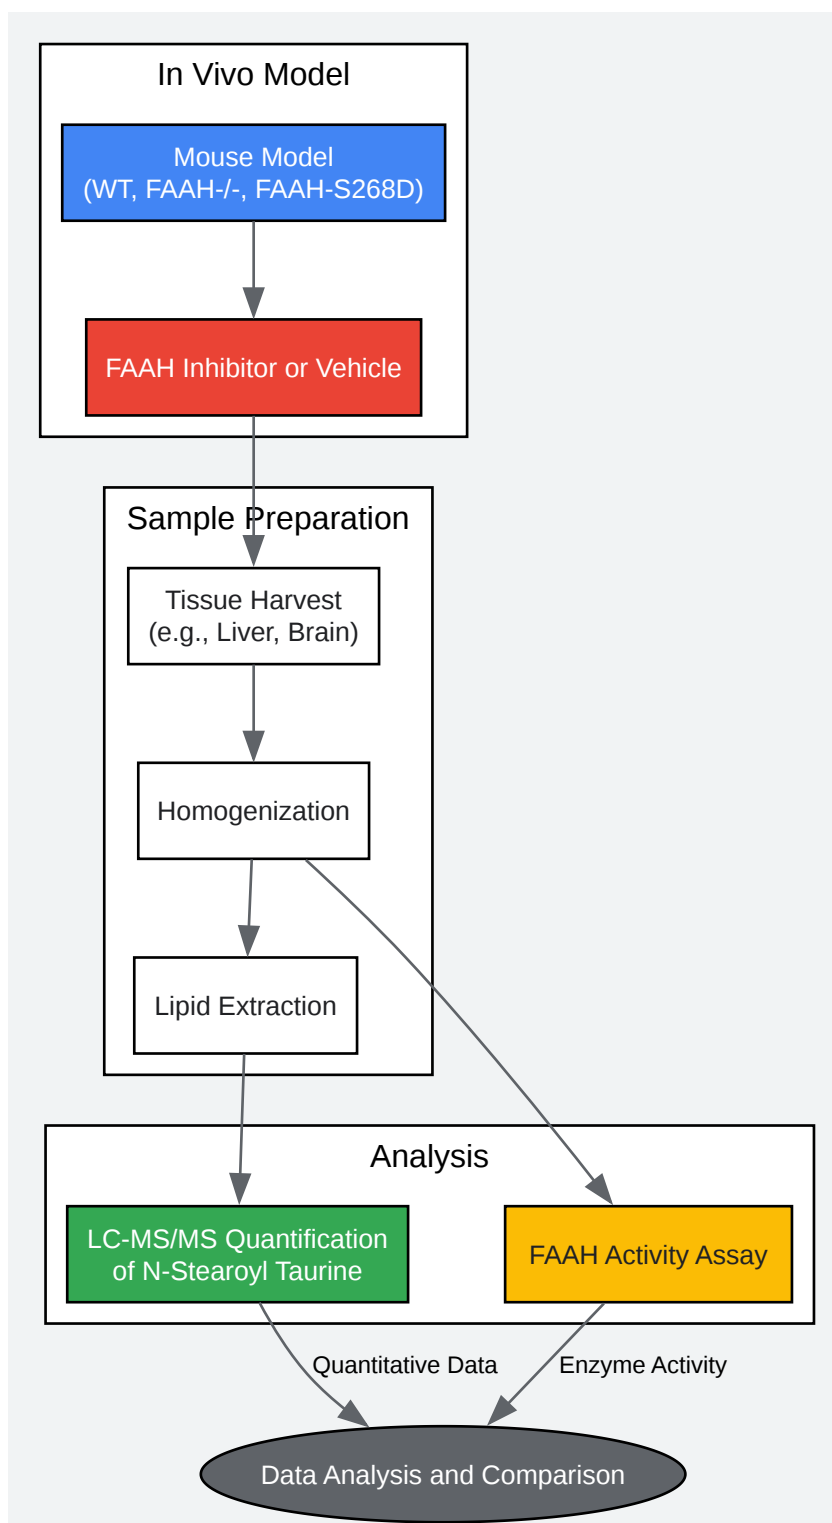 In Vivo Model
Mouse Model
(WT, FAAH-/-, FAAH-S268D)
FAAH Inhibitor or Vehicle
Sample Preparation
Tissue Harvest
(e.g., Liver, Brain)
Homogenization
Lipid Extraction
Analysis
LC-MS/MS Quantification
of N-Stearoyl Taurine
FAAH Activity Assay
Quantitative Data
Enzyme Activity
Data Analysis and Comparison